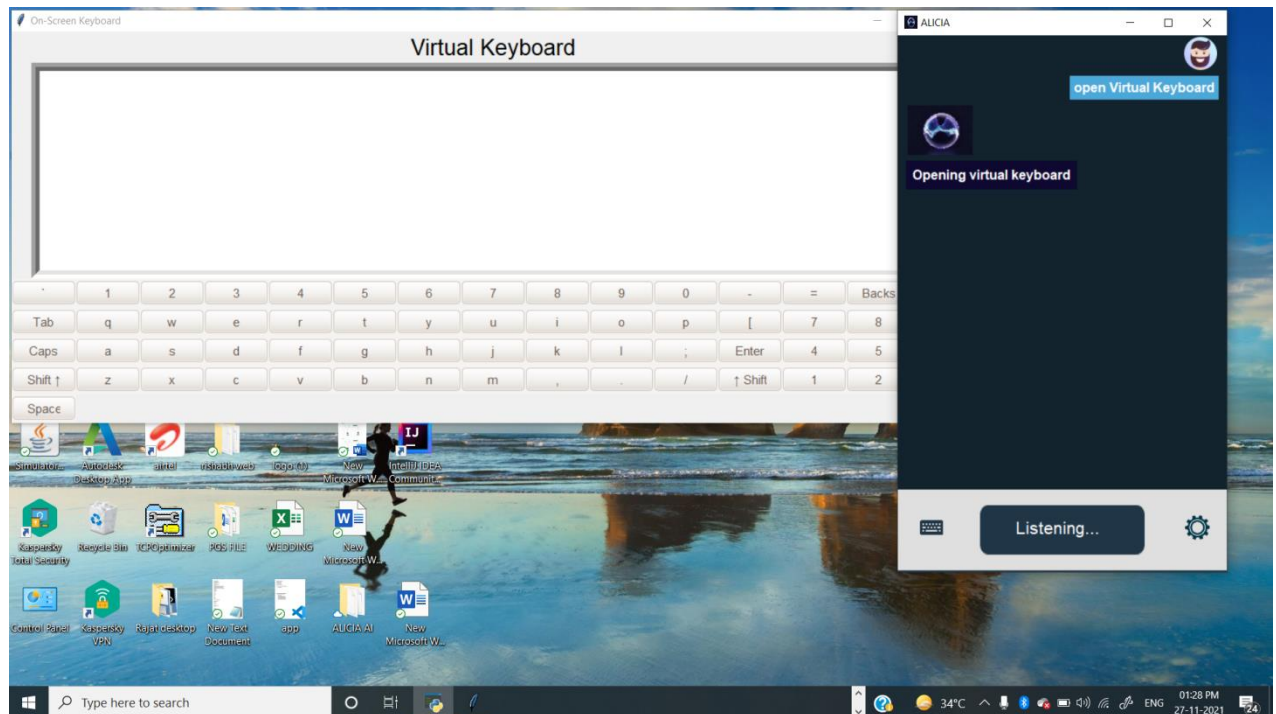 On-Screen Keyboard
Virtual Keyboard
` 1 2 3 4 5 6 7 8 9 0 - = Backs
Tab q w e r t y u i o p [ 7 8
Caps a s d f g h j k l ; Enter 4 5
Shift ↑ z x c v b n m , . / ↑ Shift 1 2
Space
ALICIA
open Virtual Keyboard
Opening virtual keyboard
Listening...
Simulator... Autodesk airtel rishabh web logo (1) New IntelliJ IDEA
Desktop App Microsoft W... Communit...
Kaspersky Recycle Bin TCPOptimizer PGS FILE WEDDING New
Total Security Microsoft W...
Control Panel Kaspersky Rajat desktop New Text app ALICIA AI New
VPN Document Microsoft W...
Type here to search
34°C ENG 01:28 PM
27-11-2021 24